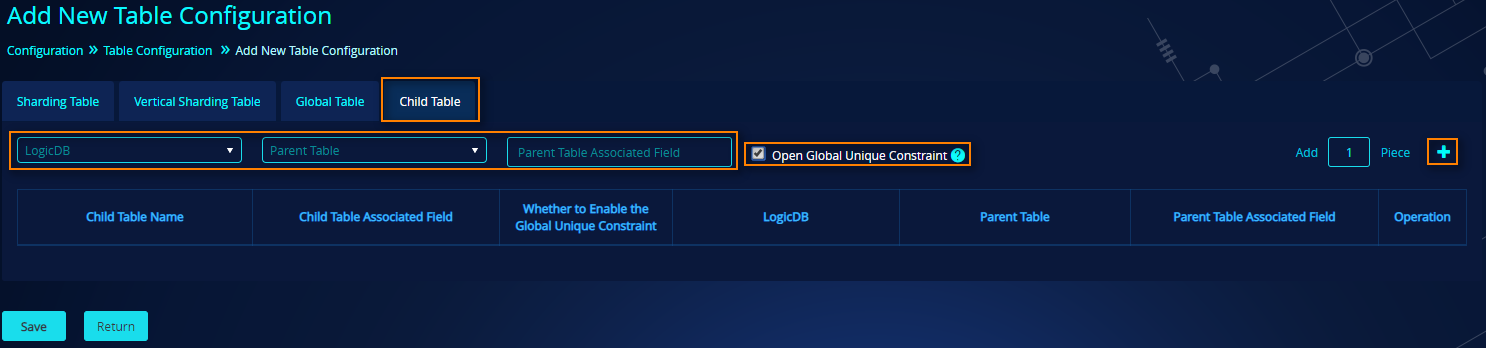 Add New Table Configuration
Configuration » Table Configuration » Add New Table Configuration
Sharding Table Vertical Sharding Table Global Table Child Table
LogicDB Parent Table Parent Table Associated Field Open Global Unique Constraint ? Add 1 Piece +
Child Table Name Child Table Associated Field Whether to Enable the Global Unique Constraint LogicDB Parent Table Parent Table Associated Field Operation
Save Return